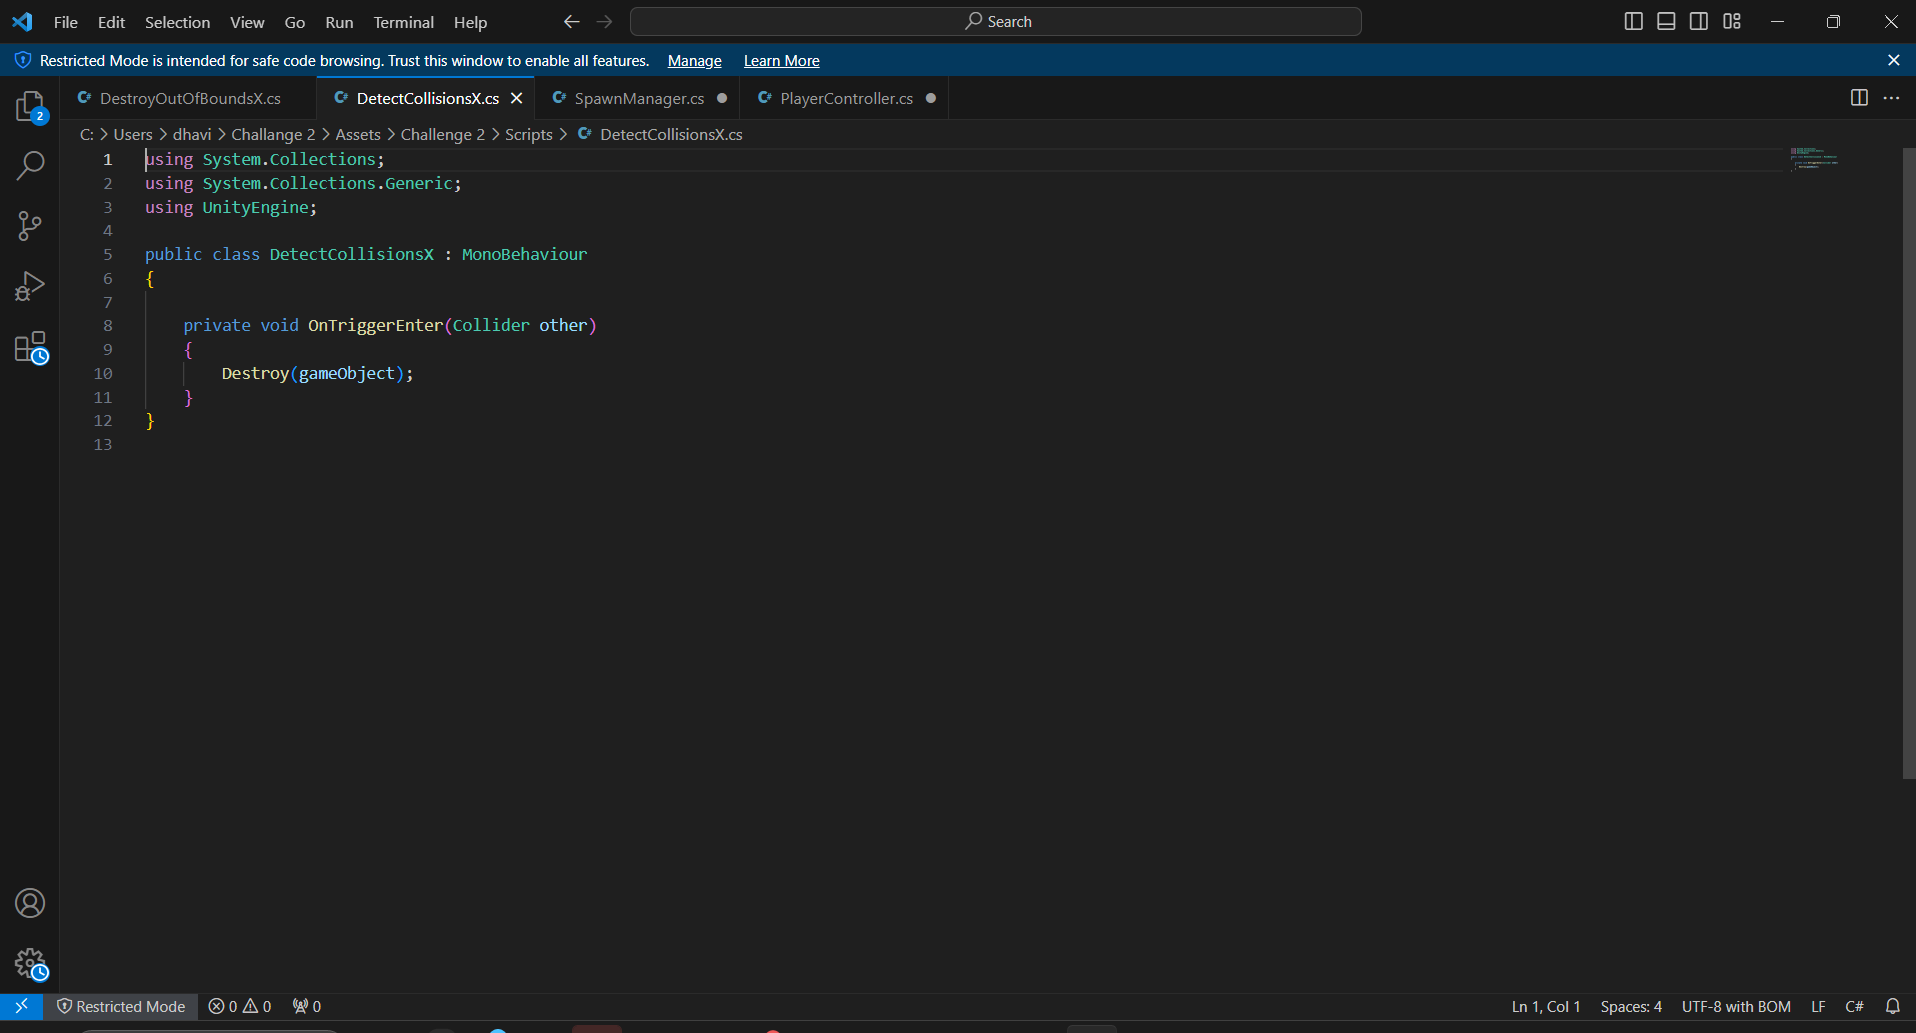 File Edit Selection View Go Run Terminal Help Search
Restricted Mode is intended for safe code browsing. Trust this window to enable all features. Manage Learn More
2
C# DestroyOutOfBoundsX.cs C# DetectCollisionsX.cs C# SpawnManager.cs C# PlayerController.cs
C: > Users > dhavi > Challange 2 > Assets > Challenge 2 > Scripts > C# DetectCollisionsX.cs
1 using System.Collections;
2 using System.Collections.Generic;
3 using UnityEngine;
4
5 public class DetectCollisionsX : MonoBehaviour
6 {
7
8 private void OnTriggerEnter(Collider other)
9 {
10 Destroy(gameObject);
11 }
12 }
13
Restricted Mode 0 0 0 Ln 1, Col 1 Spaces: 4 UTF-8 with BOM LF C#